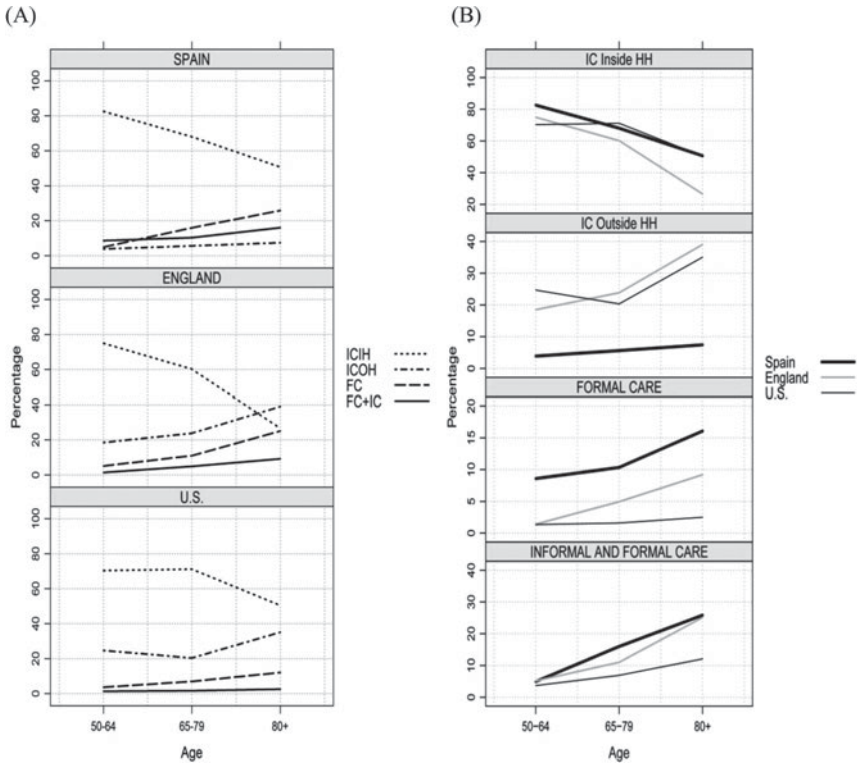 (A)
SPAIN
100
80
60
40
20
0
ENGLAND
100
80
60
40
20
0
U.S.
100
80
60
40
20
0
Percentage
50-64
65-79
80+
Age
ICIH
ICOH
FC
FC+IC
(B)
IC Inside HH
100
80
60
40
20
IC Outside HH
40
30
20
10
0
FORMAL CARE
20
15
10
5
0
INFORMAL AND FORMAL CARE
40
30
20
10
0
Percentage
50-64
65-79
80+
Age
Spain
England
U.S.